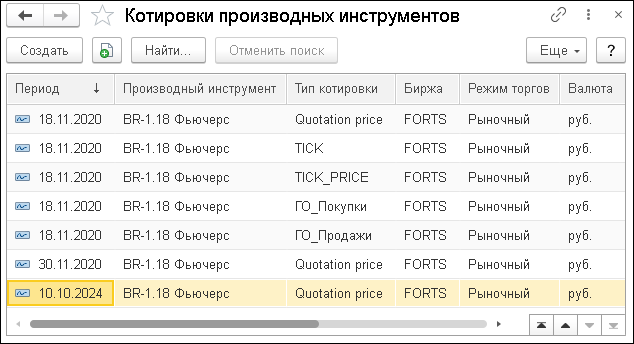 Котировки производных инструментов
Создать Найти... Отменить поиск Еще ?
Период ↓ Производный инструмент Тип котировки Биржа Режим торгов Валюта
18.11.2020 BR-1.18 Фьючерс Quotation price FORTS Рыночный руб.
18.11.2020 BR-1.18 Фьючерс TICK FORTS Рыночный руб.
18.11.2020 BR-1.18 Фьючерс TICK_PRICE FORTS Рыночный руб.
18.11.2020 BR-1.18 Фьючерс ГО_Покупки FORTS Рыночный руб.
18.11.2020 BR-1.18 Фьючерс ГО_Продажи FORTS Рыночный руб.
30.11.2020 BR-1.18 Фьючерс Quotation price FORTS Рыночный руб.
10.10.2024 BR-1.18 Фьючерс Quotation price FORTS Рыночный руб.